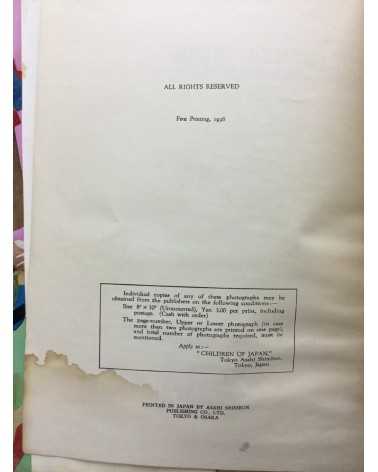 ALL RIGHTS RESERVED
First Printing, 1936
Individual copies of any of these photographs may be
obtained from the publishers on the following conditions:—
Size 8" × 10" (Unmounted), Yen 3.00 per print, including
postage. (Cash with order)
The page-number, Upper or Lower photograph (in case
more than two photographs are printed on one page),
and total number of photographs required, must be
mentioned.
Apply to:—
"CHILDREN OF JAPAN,"
Tokyo Asahi Shimbun,
Tokyo, Japan
PRINTED IN JAPAN BY ASAHI SHIMBUN
PUBLISHING CO., LTD.
TOKYO & OSAKA